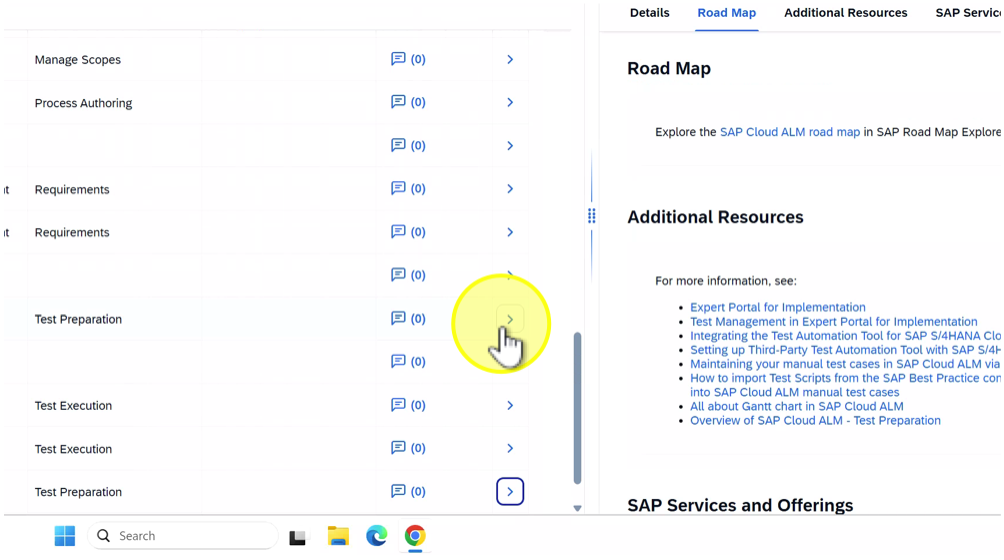 Details Road Map Additional Resources SAP Servic
Manage Scopes (0)
Process Authoring (0)
(0)
nt Requirements (0)
nt Requirements (0)
(0)
Test Preparation (0)
(0)
Test Execution (0)
Test Execution (0)
Test Preparation (0)
Road Map
Explore the SAP Cloud ALM road map in SAP Road Map Explore
Additional Resources
For more information, see:
Expert Portal for Implementation
Test Management in Expert Portal for Implementation
Integrating the Test Automation Tool for SAP S/4HANA Clo
Setting up Third-Party Test Automation Tool with SAP S/4H
Maintaining your manual test cases in SAP Cloud ALM via
How to import Test Scripts from the SAP Best Practice con
into SAP Cloud ALM manual test cases
All about Gantt chart in SAP Cloud ALM
Overview of SAP Cloud ALM - Test Preparation
SAP Services and Offerings
Search